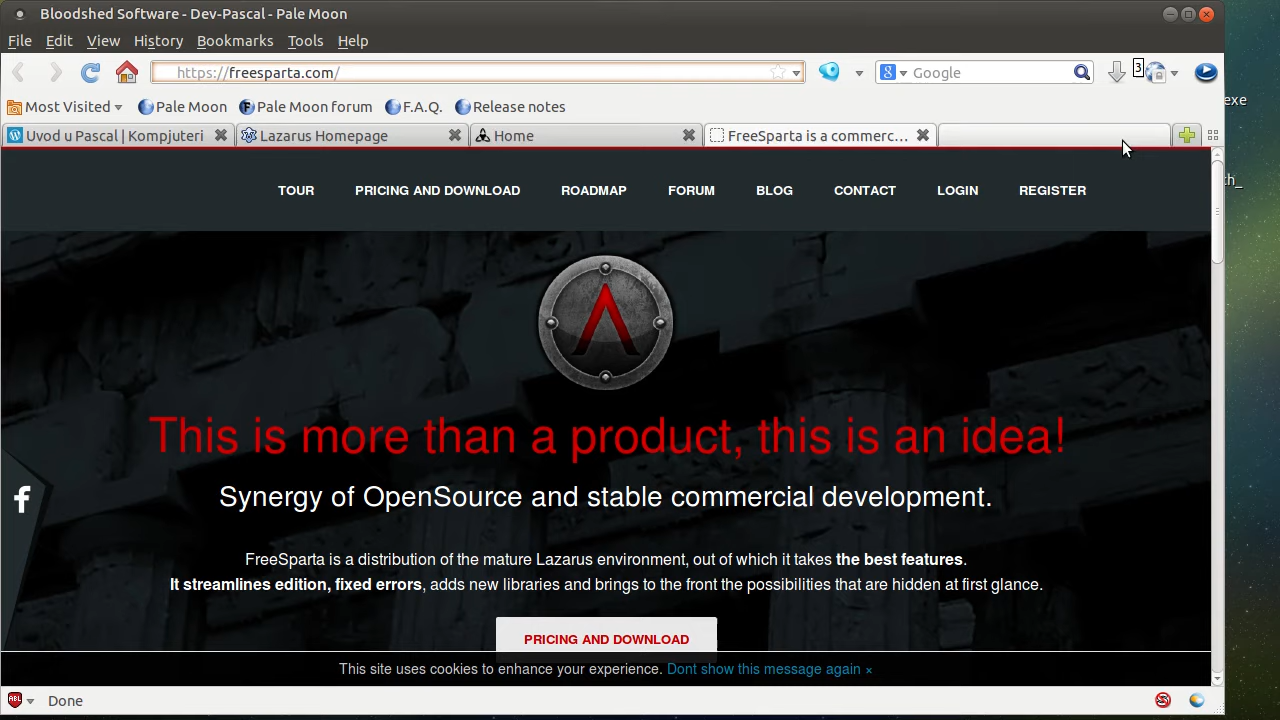 Bloodshed Software - Dev-Pascal - Pale Moon
File Edit View History Bookmarks Tools Help
https://freesparta.com/
Google
3
exe
Most Visited Pale Moon Pale Moon forum F.A.Q. Release notes
Uvod u Pascal | Kompjuteri Lazarus Homepage Home FreeSparta is a commerc...
th_
TOUR PRICING AND DOWNLOAD ROADMAP FORUM BLOG CONTACT LOGIN REGISTER
This is more than a product, this is an idea!
Synergy of OpenSource and stable commercial development.
FreeSparta is a distribution of the mature Lazarus environment, out of which it takes the best features.
It streamlines edition, fixed errors, adds new libraries and brings to the front the possibilities that are hidden at first glance.
PRICING AND DOWNLOAD
This site uses cookies to enhance your experience. Dont show this message again ×
ABL Done